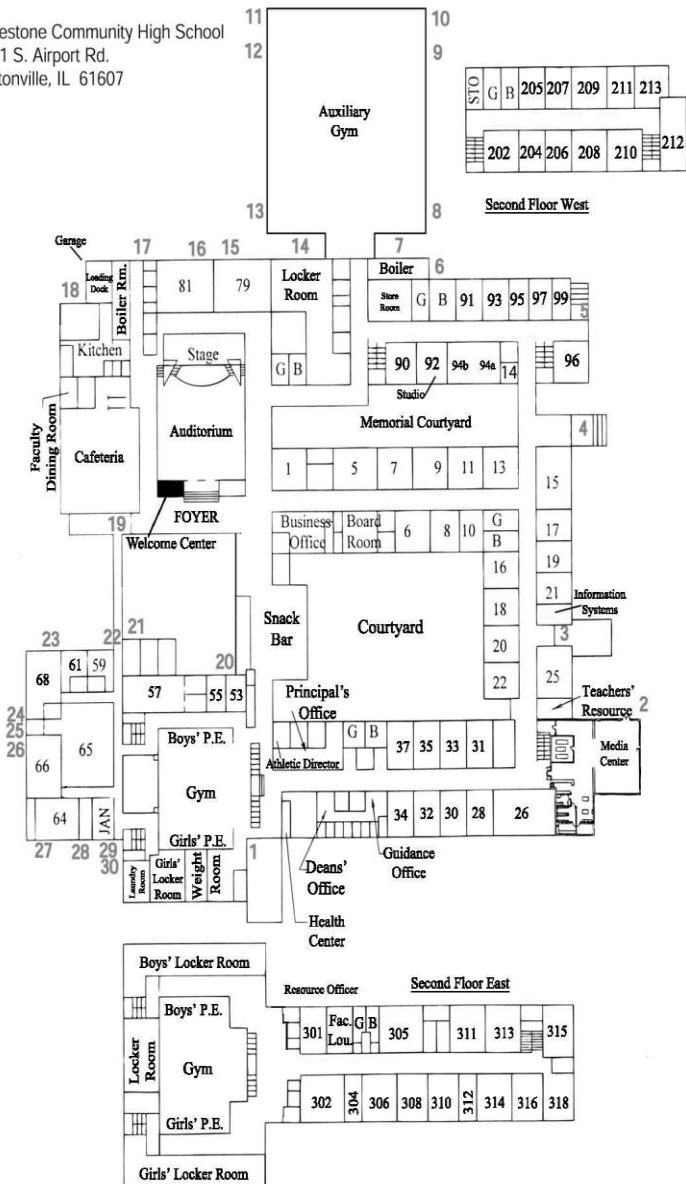 estone Community High School
1 S. Airport Rd.
tonville, IL 61607
11
10
12
9
Auxiliary
Gym
13
8
STO
G
B
205
207
209
211
213
202
204
206
208
210
212
Second Floor West
Garage
17
16
15
14
7
6
18
Loading
Dock
Boiler Rm.
81
79
Locker
Room
Boiler
Store
Room
G
B
91
93
95
97
99
5
Kitchen
Stage
G
B
90
92
94b
94a
14
96
Studio
Faculty
Dining Room
Cafeteria
Auditorium
Memorial Courtyard
4
1
5
7
9
11
13
15
FOYER
19
Welcome Center
Business
Office
Board
Room
6
8
10
G
B
17
16
19
21
Information
Systems
18
Snack
Bar
Courtyard
3
20
22
25
Teachers'
Resource
2
Media
Center
23
22
21
20
68
61
59
57
55
53
Principal's
Office
24
25
26
65
66
Boys' P.E.
Athletic Director
G
B
37
35
33
31
Gym
64
JAN
Girls' P.E.
34
32
30
28
26
27
28
29
30
1
Laundry
Room
Girls'
Locker
Room
Weight
Room
Deans'
Office
Guidance
Office
Health
Center
Boys' Locker Room
Resource Officer
Second Floor East
Boys' P.E.
301
Fac.
Lou.
G
B
305
311
313
315
Locker
Room
Gym
302
304
306
308
310
312
314
316
318
Girls' P.E.
Girls' Locker Room